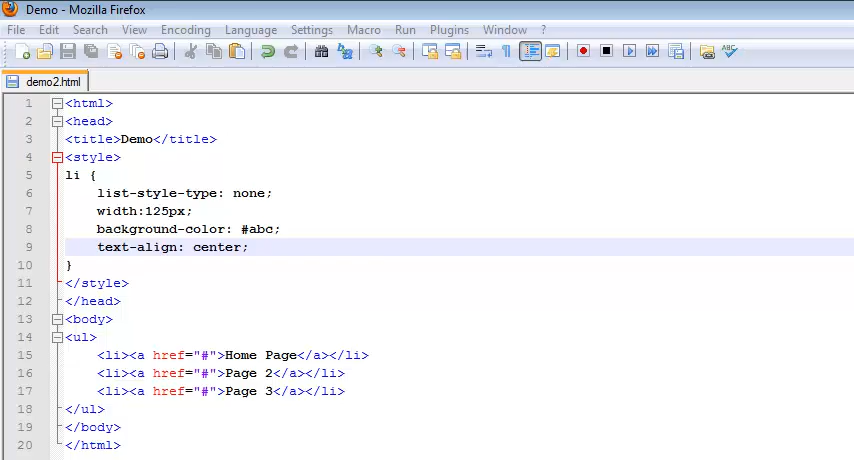 Demo - Mozilla Firefox
File Edit Search View Encoding Language Settings Macro Run Plugins Window ?
demo2.html
1 <html>
2 <head>
3 <title>Demo</title>
4 <style>
5 li {
6     list-style-type: none;
7     width:125px;
8     background-color: #abc;
9     text-align: center;
10 }
11 </style>
12 </head>
13 <body>
14 <ul>
15     <li><a href="#">Home Page</a></li>
16     <li><a href="#">Page 2</a></li>
17     <li><a href="#">Page 3</a></li>
18 </ul>
19 </body>
20 </html>